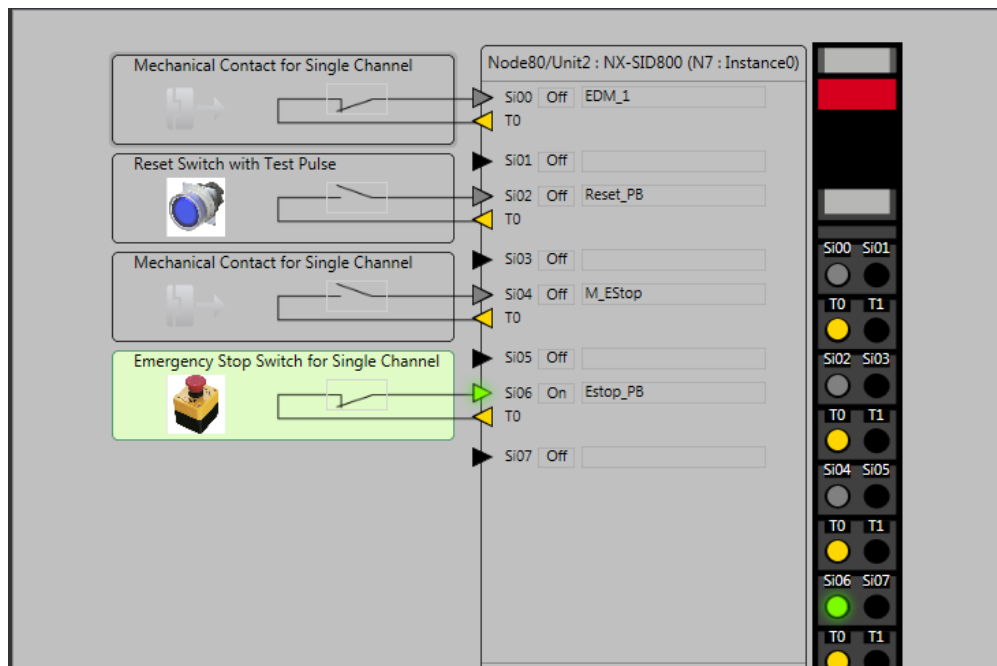 Mechanical Contact for Single Channel
Node80/Unit2 : NX-SID800 (N7 : Instance0)
Si00 Off EDM_1
T0
Reset Switch with Test Pulse
Si01 Off
Si02 Off Reset_PB
T0
Mechanical Contact for Single Channel
Si03 Off
Si04 Off M_EStop
T0
Emergency Stop Switch for Single Channel
Si05 Off
Si06 On Estop_PB
T0
Si07 Off
Si00 Si01
T0 T1
Si02 Si03
T0 T1
Si04 Si05
T0 T1
Si06 Si07
T0 T1